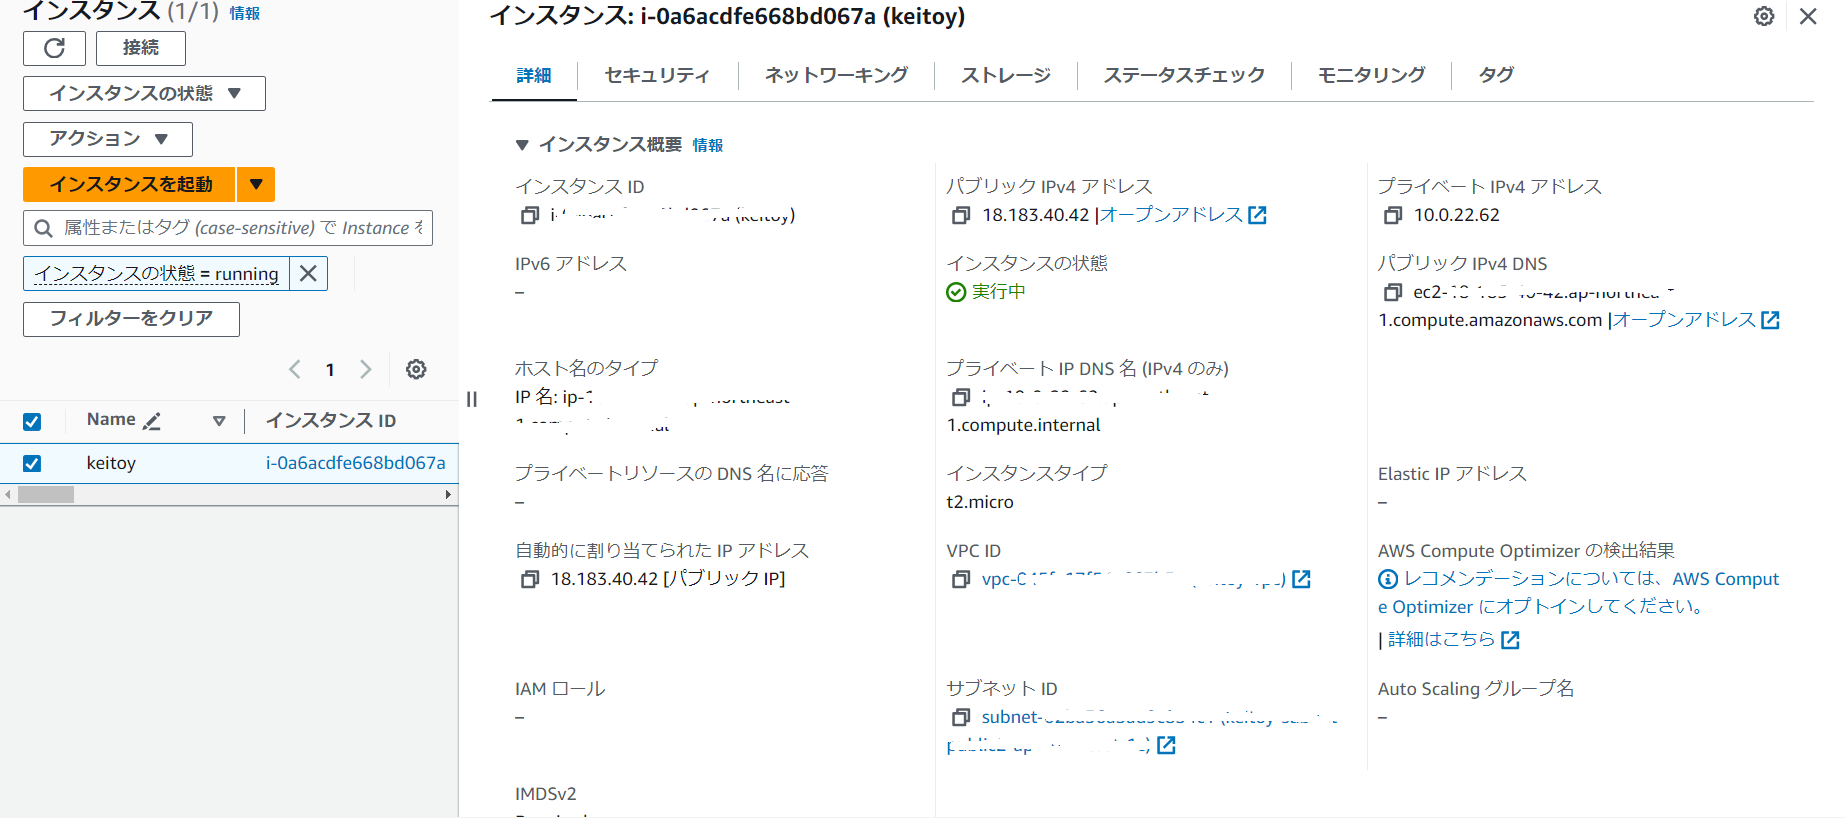 インスタンス (1/1) 情報
接続
インスタンスの状態
アクション
インスタンスを起動
属性またはタグ (case-sensitive) で Instance を
インスタンスの状態 = running
フィルターをクリア
1
Name インスタンス ID
keitoy i-0a6acdfe668bd067a
インスタンス: i-0a6acdfe668bd067a (keitoy)
詳細 セキュリティ ネットワーキング ストレージ ステータスチェック モニタリング タグ
インスタンス概要 情報
インスタンス ID
(keitoy)
パブリック IPv4 アドレス
18.183.40.42 |オープンアドレス
プライベート IPv4 アドレス
10.0.22.62
IPv6 アドレス
–
インスタンスの状態
実行中
パブリック IPv4 DNS
1.compute.amazonaws.com |オープンアドレス
ホスト名のタイプ
IP 名:
プライベート IP DNS 名 (IPv4 のみ)
1.compute.internal
プライベートリソースの DNS 名に応答
–
インスタンスタイプ
t2.micro
Elastic IP アドレス
–
自動的に割り当てられた IP アドレス
18.183.40.42 [パブリック IP]
VPC ID
AWS Compute Optimizer の検出結果
レコメンデーションについては、AWS Comput
e Optimizer にオプトインしてください。
| 詳細はこちら
IAM ロール
–
サブネット ID
Auto Scaling グループ名
–
IMDSv2